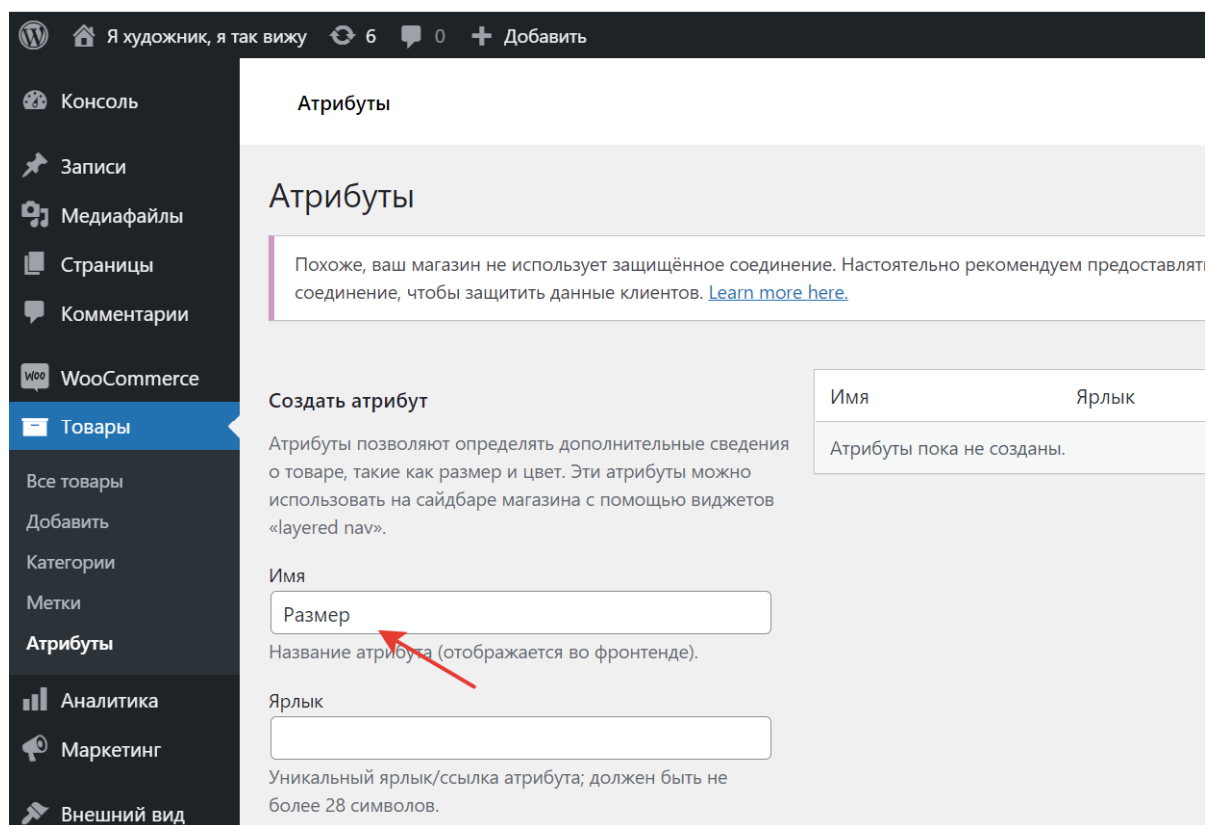 Я художник, я так вижу 6 0 Добавить
Консоль
Записи
Медиафайлы
Страницы
Комментарии
Woo WooCommerce
Товары
Все товары
Добавить
Категории
Метки
Атрибуты
Аналитика
Маркетинг
Внешний вид
Атрибуты
Атрибуты
Похоже, ваш магазин не использует защищённое соединение. Настоятельно рекомендуем предоставлять
соединение, чтобы защитить данные клиентов. Learn more here.
Создать атрибут
Атрибуты позволяют определять дополнительные сведения
о товаре, такие как размер и цвет. Эти атрибуты можно
использовать на сайдбаре магазина с помощью виджетов
«layered nav».
Имя
Размер
Название атрибута (отображается во фронтенде).
Ярлык
Уникальный ярлык/ссылка атрибута; должен быть не
более 28 символов.
Имя Ярлык
Атрибуты пока не созданы.